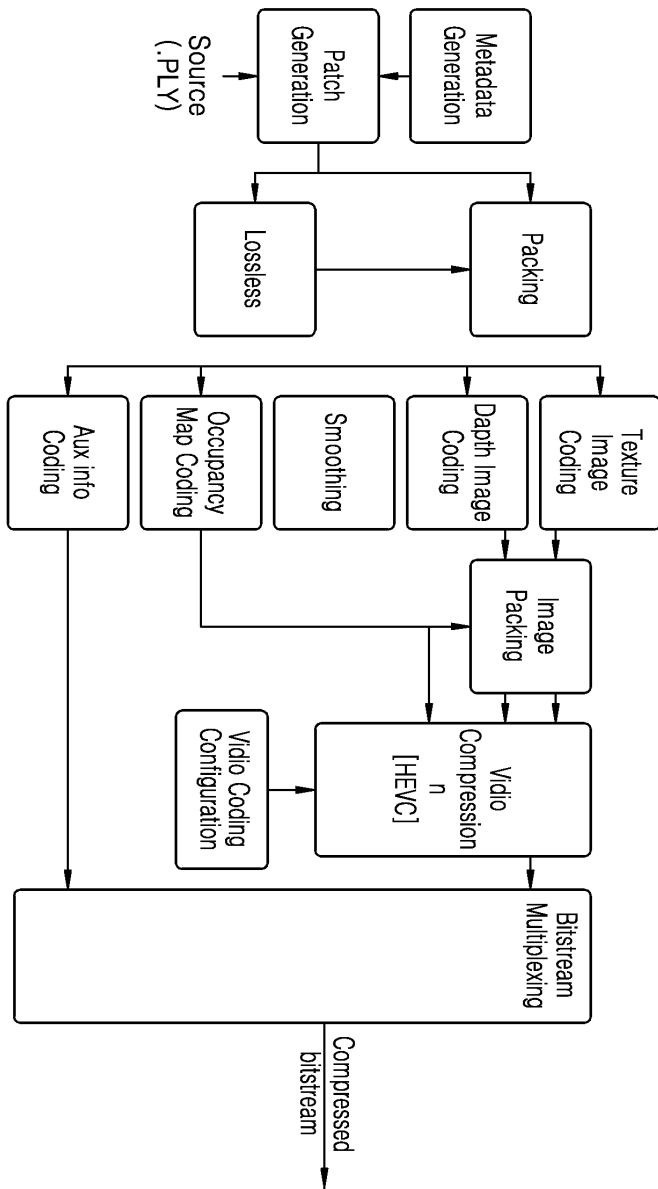 Source
(.PLY)
Patch
Generation
Metadata
Generation
Lossless
Packing
Texture
Image
Coding
Dapth Image
Coding
Smoothing
Occupancy
Map Coding
Aux info
Coding
Image
Packing
Vidio
Compression
n
[HEVC]
Vidio Coding
Configuration
Bitstream
Multiplexing
Compressed
bitstream